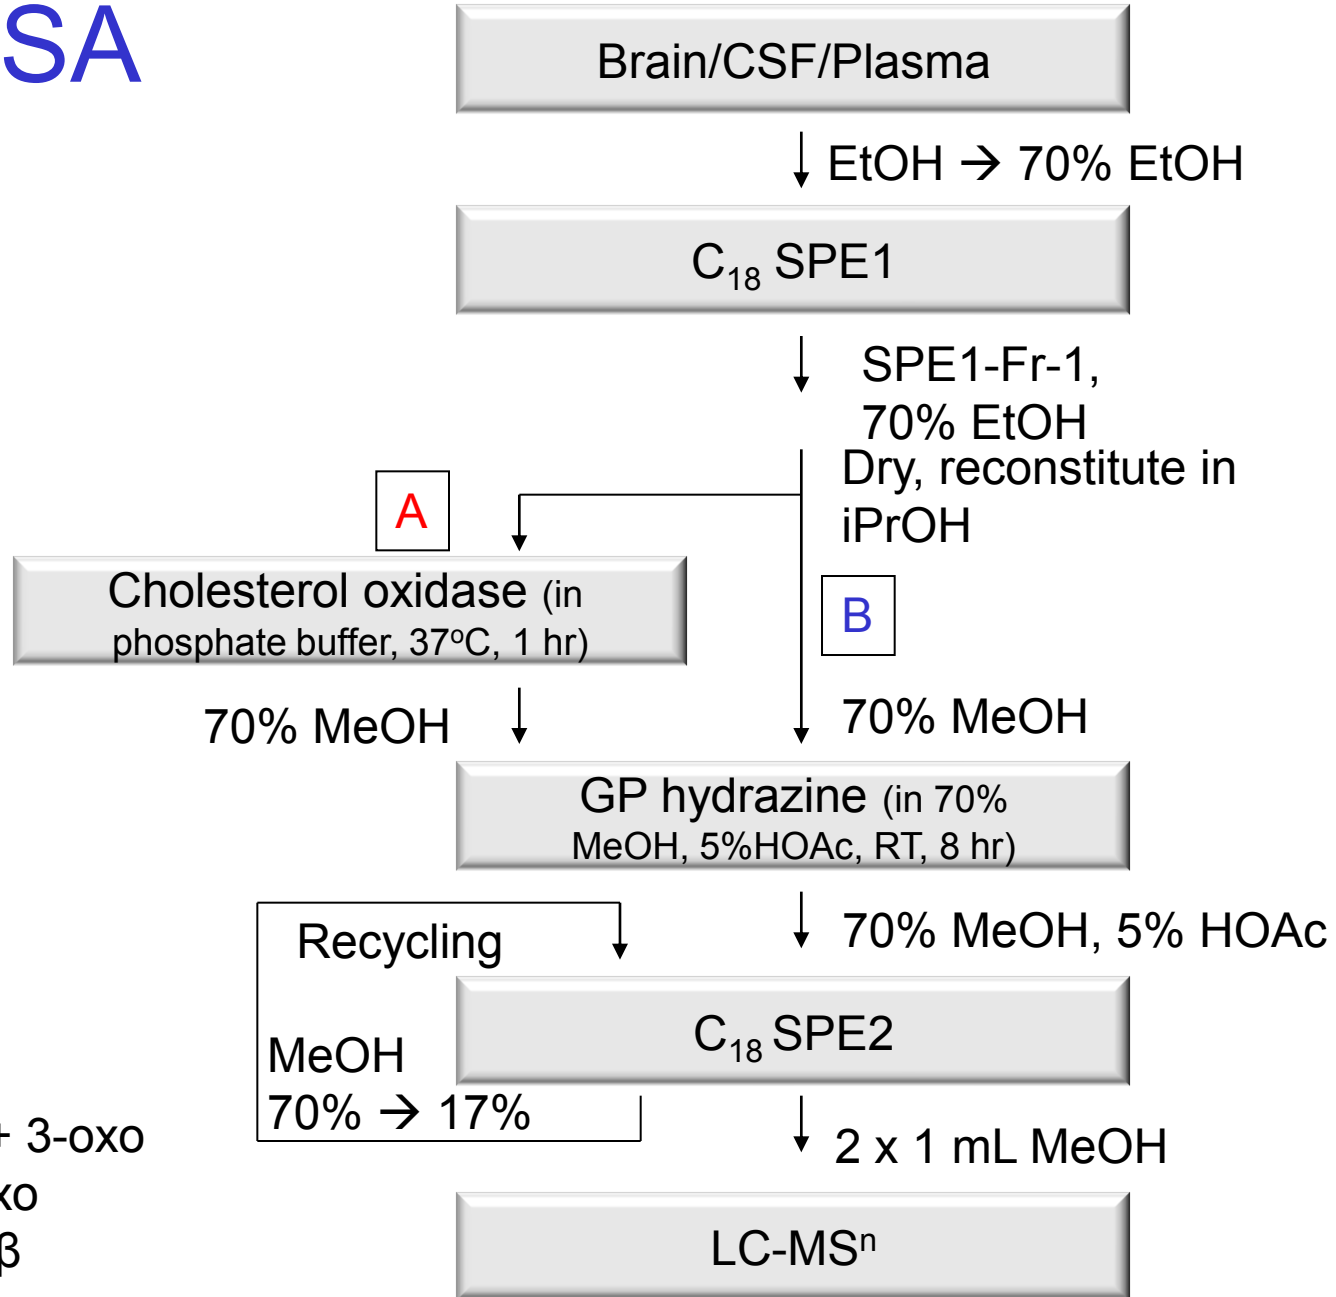 SA
Brain/CSF/Plasma
EtOH → 70% EtOH
C₁₈ SPE1
SPE1-Fr-1,
70% EtOH
Dry, reconstitute in
iPrOH
A
Cholesterol oxidase (in
phosphate buffer, 37°C, 1 hr)
B
70% MeOH
70% MeOH
GP hydrazine (in 70%
MeOH, 5%HOAc, RT, 8 hr)
Recycling
70% MeOH, 5% HOAc
C₁₈ SPE2
MeOH
70% → 17%
+ 3-oxo
xo
β
2 x 1 mL MeOH
LC-MSⁿ